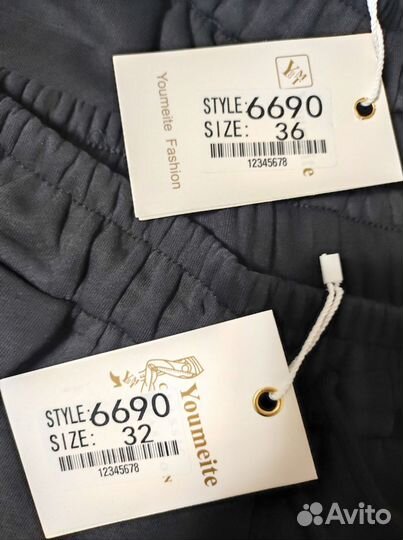 Youmeite Fashion
STYLE: 6690
SIZE: 36
12345678
Youmeite
STYLE: 6690
SIZE: 32
12345678
Avito